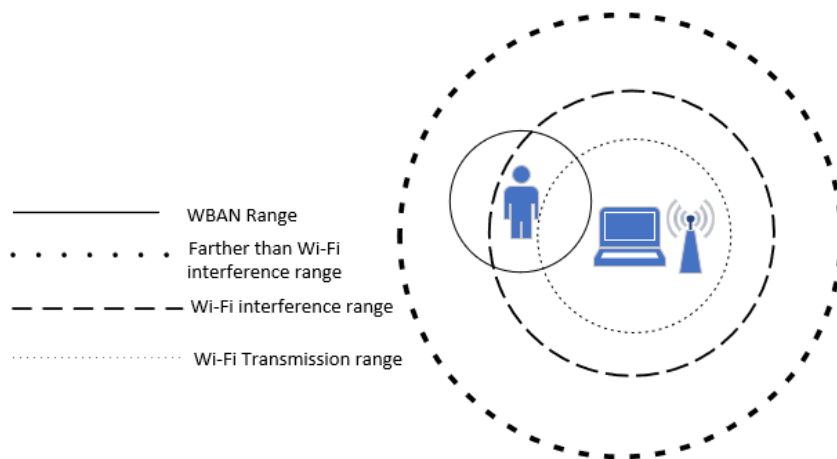 WBAN Range
Farther than Wi-Fi
interference range
Wi-Fi interference range
Wi-Fi Transmission range